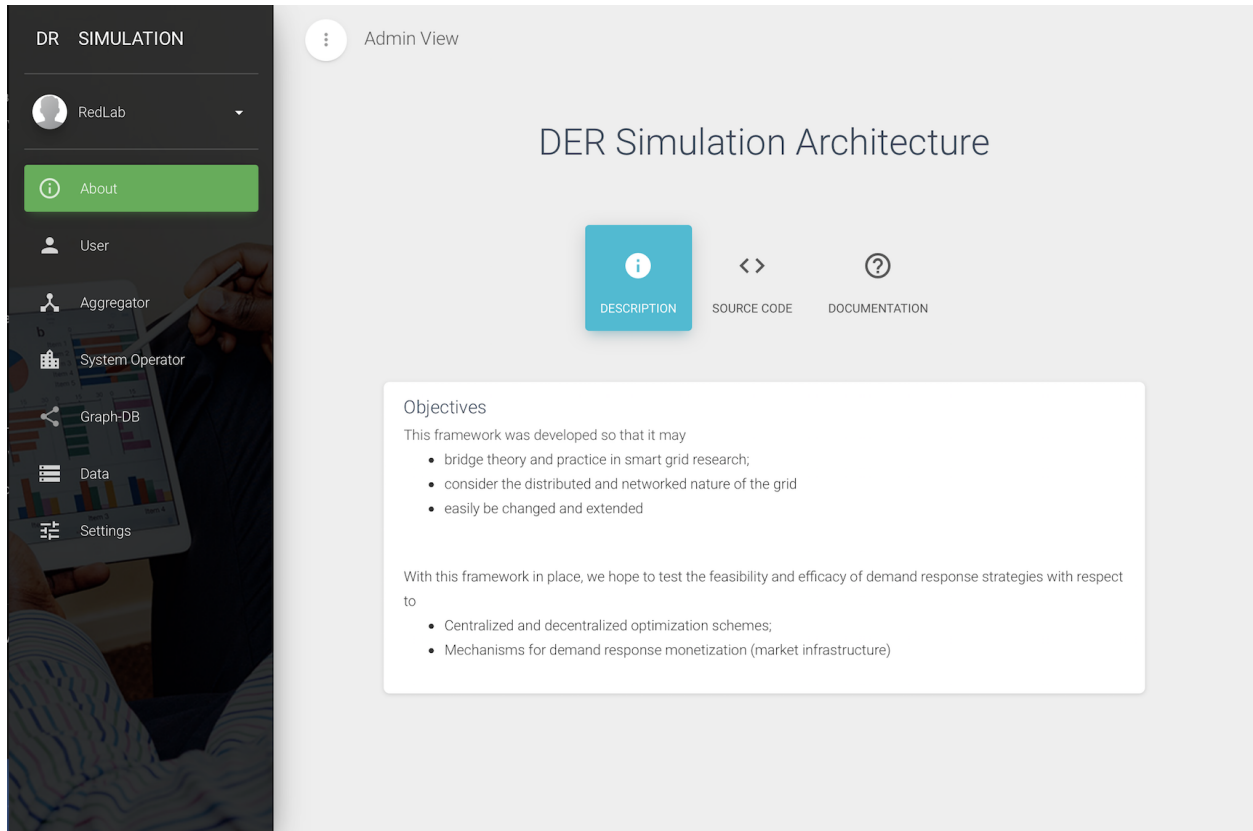 DR SIMULATION
RedLab
About
User
Aggregator
System Operator
Graph-DB
Data
Settings
Admin View
DER Simulation Architecture
DESCRIPTION
SOURCE CODE
DOCUMENTATION
Objectives
This framework was developed so that it may
bridge theory and practice in smart grid research;
consider the distributed and networked nature of the grid
easily be changed and extended
With this framework in place, we hope to test the feasibility and efficacy of demand response strategies with respect
to
Centralized and decentralized optimization schemes;
Mechanisms for demand response monetization (market infrastructure)
b
Item 3
Item 4